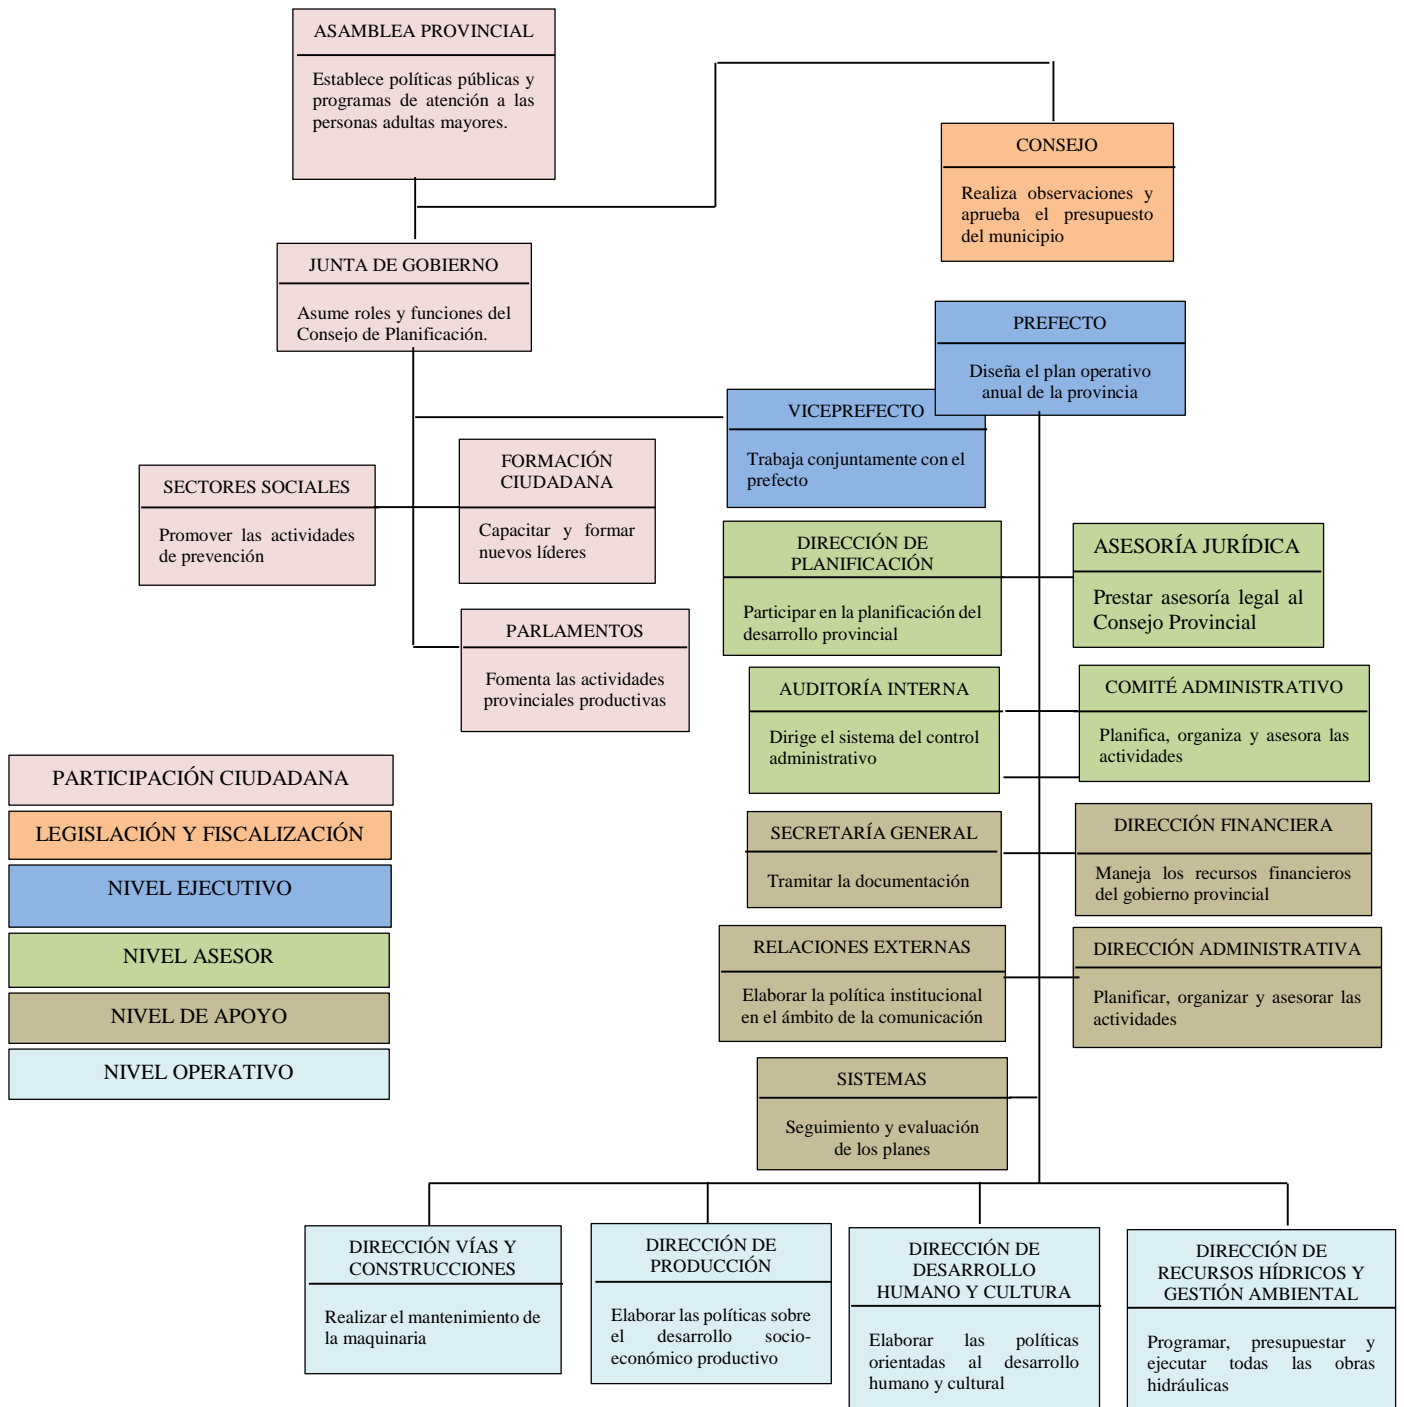 ASAMBLEA PROVINCIAL
Establece políticas públicas y
programas de atención a las
personas adultas mayores.
CONSEJO
Realiza observaciones y
aprueba el presupuesto
del municipio
JUNTA DE GOBIERNO
Asume roles y funciones del
Consejo de Planificación.
PREFECTO
Diseña el plan operativo
anual de la provincia
VICEPREFECTO
Trabaja conjuntamente con el
prefecto
SECTORES SOCIALES
Promover las actividades
de prevención
FORMACIÓN
CIUDADANA
Capacitar y formar
nuevos líderes
PARLAMENTOS
Fomenta las actividades
provinciales productivas
DIRECCIÓN DE
PLANIFICACIÓN
Participar en la planificación del
desarrollo provincial
ASESORÍA JURÍDICA
Prestar asesoría legal al
Consejo Provincial
AUDITORÍA INTERNA
Dirige el sistema del control
administrativo
COMITÉ ADMINISTRATIVO
Planifica, organiza y asesora las
actividades
PARTICIPACIÓN CIUDADANA
LEGISLACIÓN Y FISCALIZACIÓN
NIVEL EJECUTIVO
NIVEL ASESOR
NIVEL DE APOYO
NIVEL OPERATIVO
SECRETARÍA GENERAL
Tramitar la documentación
DIRECCIÓN FINANCIERA
Maneja los recursos financieros
del gobierno provincial
RELACIONES EXTERNAS
Elaborar la política institucional
en el ámbito de la comunicación
DIRECCIÓN ADMINISTRATIVA
Planificar, organizar y asesorar las
actividades
SISTEMAS
Seguimiento y evaluación
de los planes
DIRECCIÓN VÍAS Y
CONSTRUCCIONES
Realizar el mantenimiento de
la maquinaria
DIRECCIÓN DE
PRODUCCIÓN
Elaborar las políticas sobre
el desarrollo socio-
económico productivo
DIRECCIÓN DE
DESARROLLO
HUMANO Y CULTURA
Elaborar las políticas
orientadas al desarrollo
humano y cultural
DIRECCIÓN DE
RECURSOS HÍDRICOS Y
GESTIÓN AMBIENTAL
Programar, presupuestar y
ejecutar todas las obras
hidráulicas